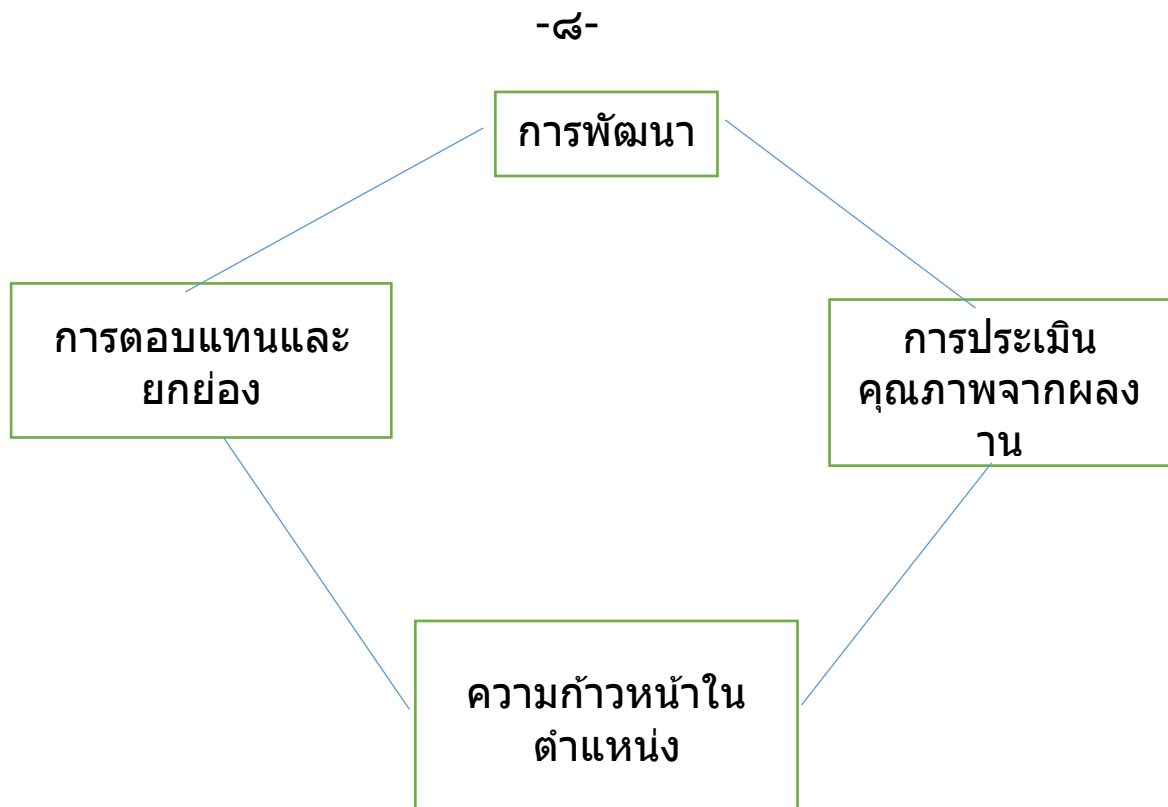 -๘-
การพัฒนา
การตอบแทนและ
ยกย่อง
การประเมิน
คุณภาพจากผลง
าน
ความก้าวหน้าใน
ตำแหน่ง